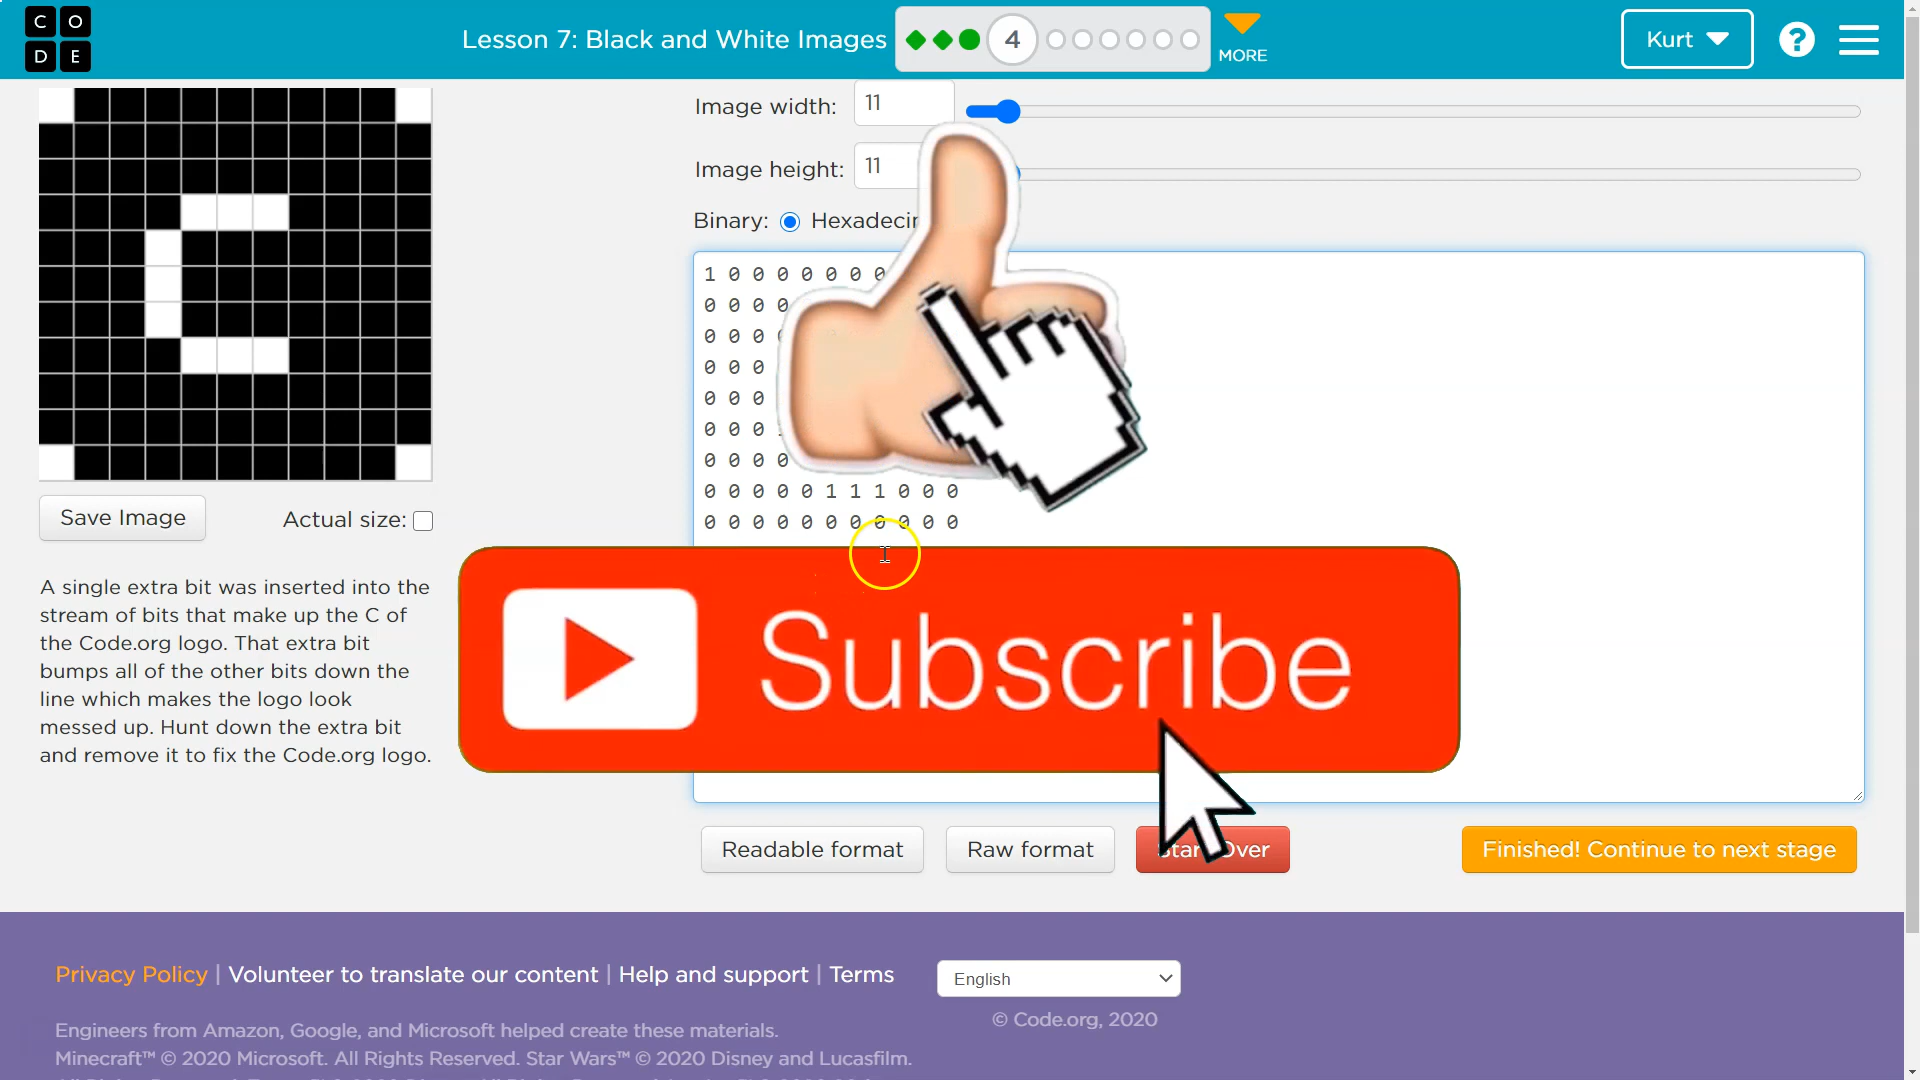 C O
D E
Lesson 7: Black and White Images
4
MORE
Kurt
?
Image width: 11
Image height: 11
Binary:
1 0 0 0 0 0 0 0
0 0 0 0
0 0 0
0 0 0
0 0 0
0 0 0
0 0 0 0
0 0 0 0 0 1 1 1 0 0 0
0 0 0 0 0 0 0 0 0 0 0
Save Image
Actual size:
A single extra bit was inserted into the
stream of bits that make up the C of
the Code.org logo. That extra bit
bumps all of the other bits down the
line which makes the logo look
messed up. Hunt down the extra bit
and remove it to fix the Code.org logo.
Subscribe
Readable format
Raw format
Start Over
Finished! Continue to next stage
Privacy Policy | Volunteer to translate our content | Help and support | Terms
English
© Code.org, 2020
Engineers from Amazon, Google, and Microsoft helped create these materials.
Minecraft™ © 2020 Microsoft. All Rights Reserved. Star Wars™ © 2020 Disney and Lucasfilm.